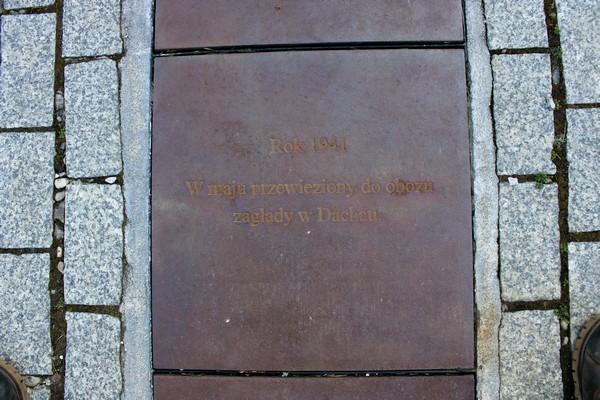 Rok 1941
W maju przewieziony do obozu
zagłady w Dachau